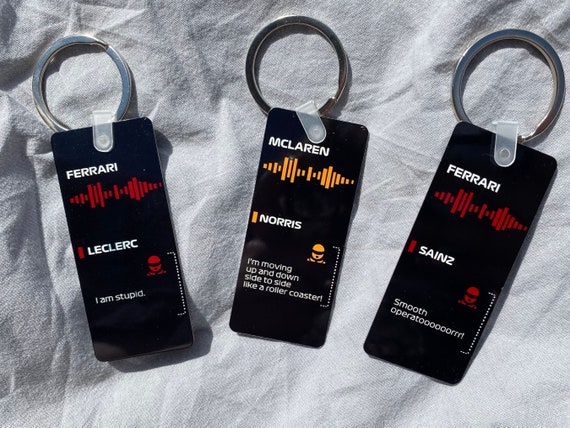 FERRARI
LECLERC
I am stupid.
MCLAREN
NORRIS
I'm moving
up and down
side to side
like a roller coaster!
FERRARI
SAINZ
Smooth
operatoooooorrr!